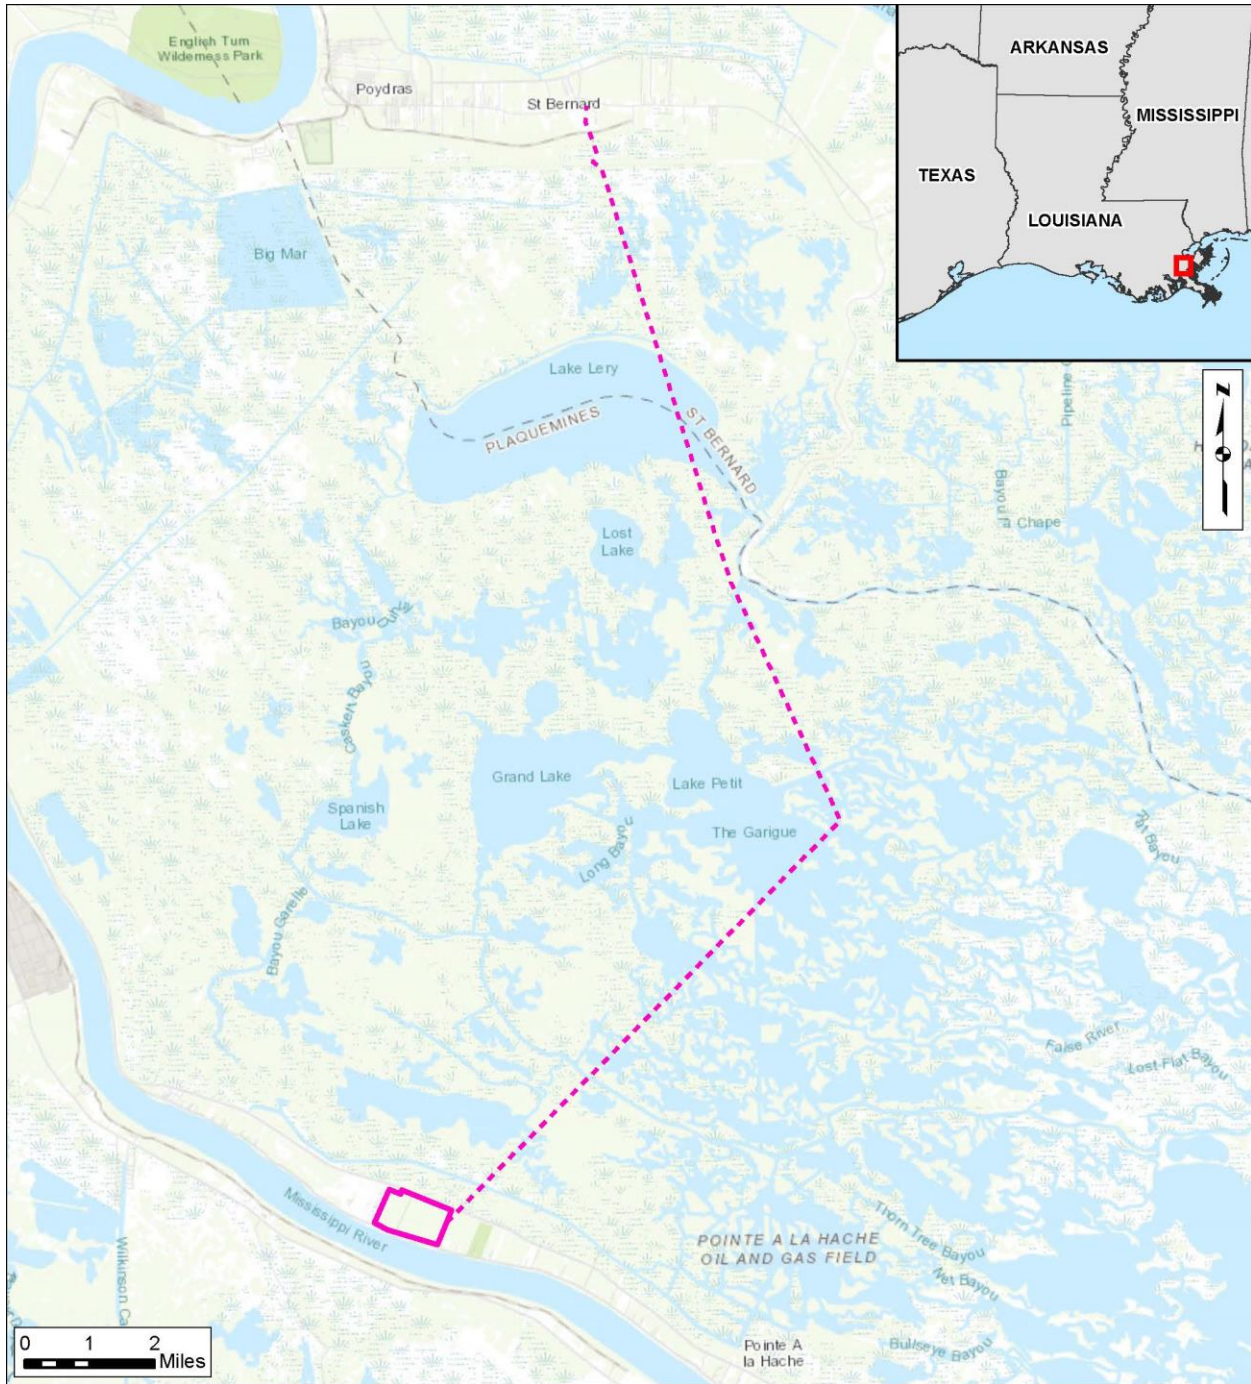 English Turn
Wilderness Park
Poydras
St Bernard
ARKANSAS
MISSISSIPPI
TEXAS
LOUISIANA
Big Mar
Lake Lery
PLAQUEMINES
ST BERNARD
Pipeline
N
Bayou
la Chape
Lost
Lake
Bayou
Caskert Bayou
Grand Lake
Lake Petit
Spanish
Lake
The Garigue
Long Bayou
Bayou Garelle
False River
Lost Flat Bayou
Mississippi River
Thorn Tree Bayou
POINTE A LA HACHE
OIL AND GAS FIELD
Net Bayou
Wilkinson Ca
0 1 2
Miles
Pointe A
la Hache
Bullseye Bayou